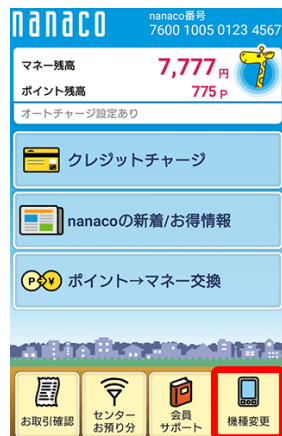 nanaco
nanaco番号
7600 1005 0123 4567
マネー残高 7,777 円
ポイント残高 775 P
オートチャージ設定あり
クレジットチャージ
nanacoの新着/お得情報
P ¥ ポイント→マネー交換
お取引確認
センター
お預り分
会員
サポート
機種変更